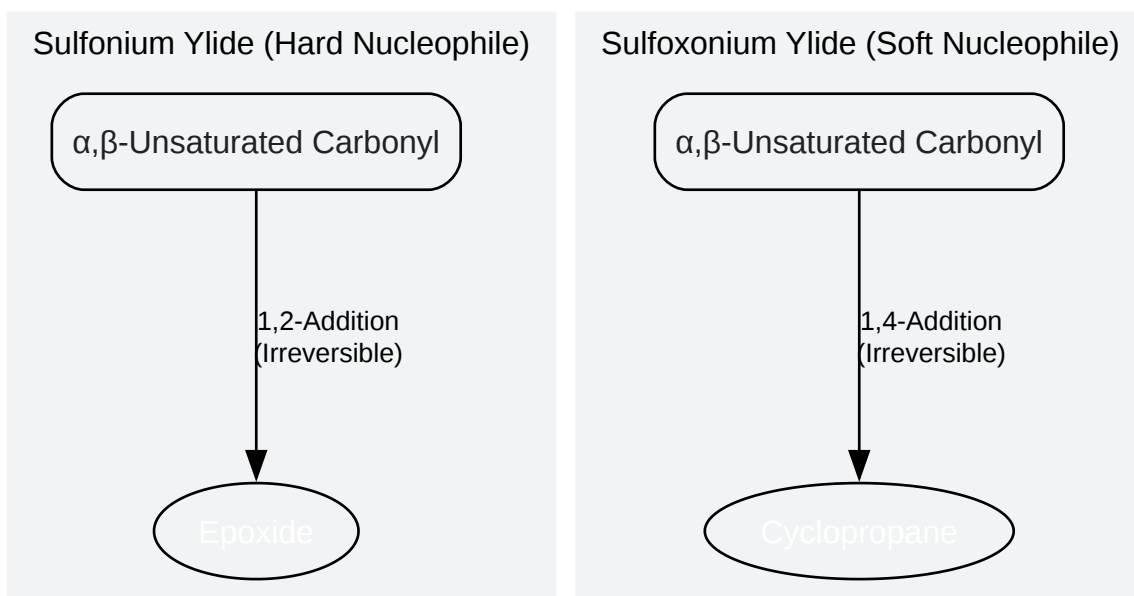 Sulfonium Ylide (Hard Nucleophile)
α,β-Unsaturated Carbonyl
1,2-Addition
(Irreversible)
Epoxide
Sulfoxonium Ylide (Soft Nucleophile)
α,β-Unsaturated Carbonyl
1,4-Addition
(Irreversible)
Cyclopropane